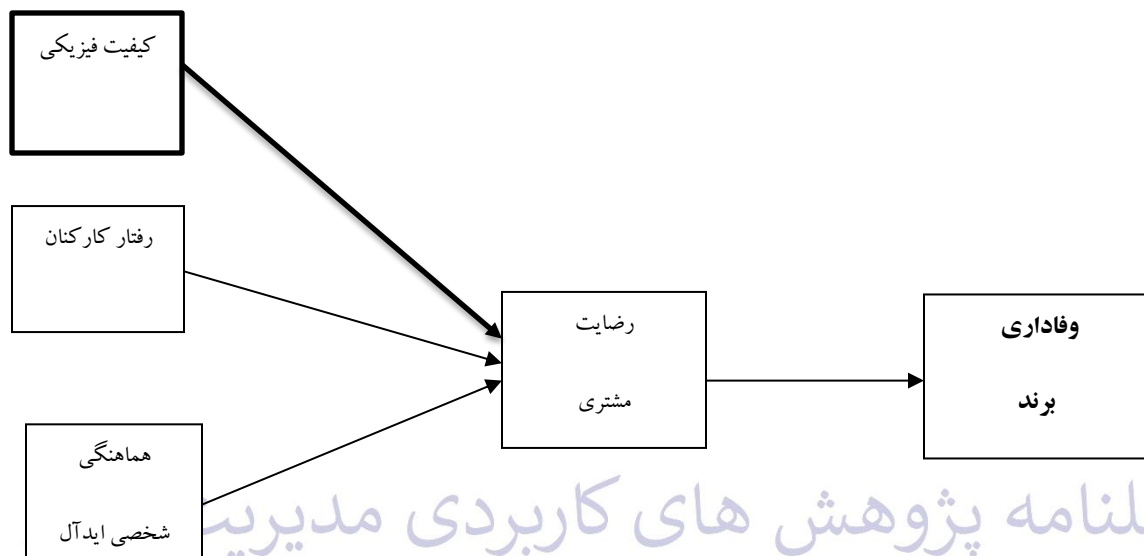 کیفیت فیزیکی
رفتار کارکنان
رضایت
مشتری
وفاداری
برند
هماهنگی
شخصی ایدآل
لنامه پژوهش های کاربردی مدیریت